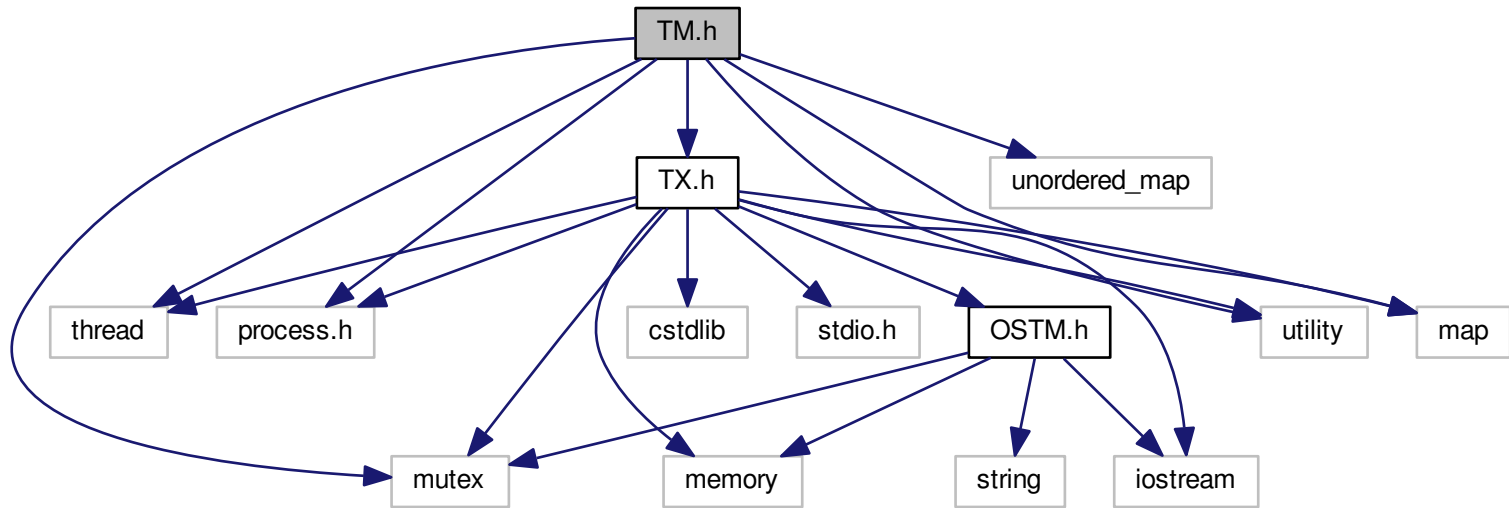 TM.h
TX.h
unordered_map
thread
process.h
cstdlib
stdio.h
OSTM.h
utility
map
mutex
memory
string
iostream